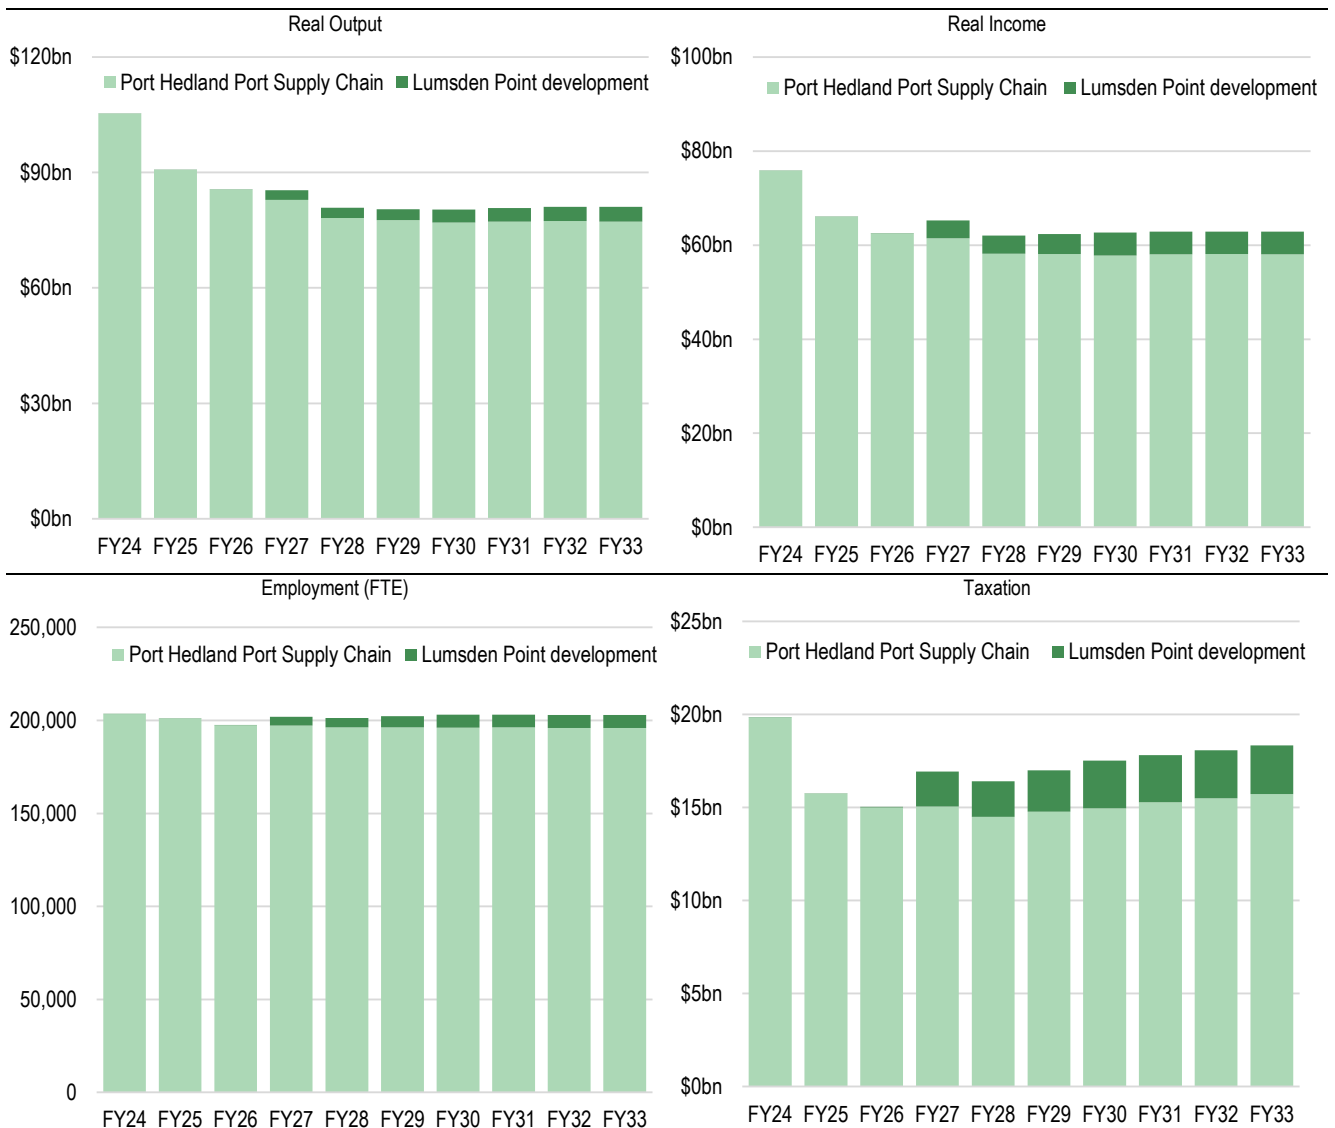 Real Output
$120bn
Port Hedland Port Supply Chain Lumsden Point development
$90bn
$60bn
$30bn
$0bn
FY24 FY25 FY26 FY27 FY28 FY29 FY30 FY31 FY32 FY33
Real Income
$100bn
Port Hedland Port Supply Chain Lumsden Point development
$80bn
$60bn
$40bn
$20bn
$0bn
FY24 FY25 FY26 FY27 FY28 FY29 FY30 FY31 FY32 FY33
Employment (FTE)
250,000
Port Hedland Port Supply Chain Lumsden Point development
200,000
150,000
100,000
50,000
0
FY24 FY25 FY26 FY27 FY28 FY29 FY30 FY31 FY32 FY33
Taxation
$25bn
Port Hedland Port Supply Chain Lumsden Point development
$20bn
$15bn
$10bn
$5bn
$0bn
FY24 FY25 FY26 FY27 FY28 FY29 FY30 FY31 FY32 FY33